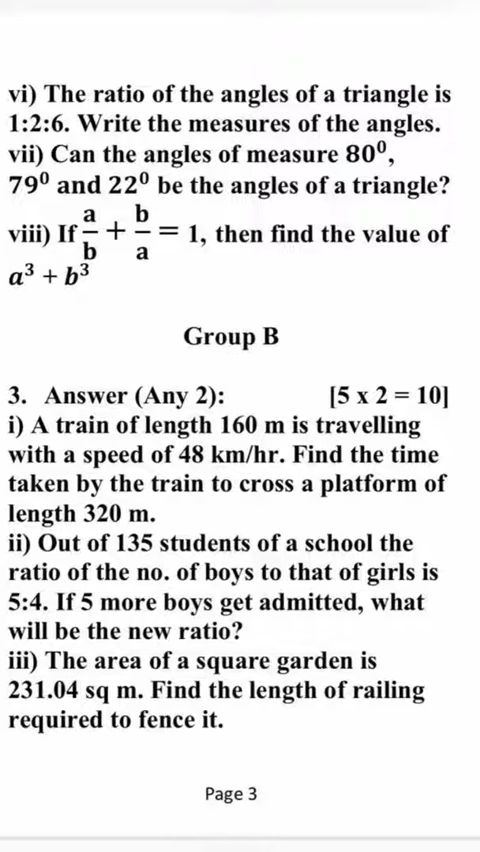 vi) The ratio of the angles of a triangle is
1:2:6. Write the measures of the angles.
vii) Can the angles of measure 80⁰,
79⁰ and 22⁰ be the angles of a triangle?
viii) If a/b + b/a = 1, then find the value of
a³ + b³
Group B
3. Answer (Any 2): [5 x 2 = 10]
i) A train of length 160 m is travelling
with a speed of 48 km/hr. Find the time
taken by the train to cross a platform of
length 320 m.
ii) Out of 135 students of a school the
ratio of the no. of boys to that of girls is
5:4. If 5 more boys get admitted, what
will be the new ratio?
iii) The area of a square garden is
231.04 sq m. Find the length of railing
required to fence it.
Page 3